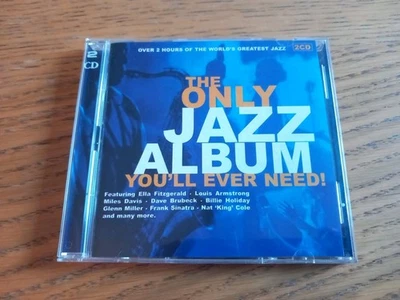 OVER 2 HOURS OF THE WORLD'S GREATEST JAZZ
2CD
2
CD
THE
ONLY
JAZZ
ALBUM
YOU'LL EVER NEED!
Featuring Ella Fitzgerald - Louis Armstrong
Miles Davis - Dave Brubeck - Billie Holiday
Glenn Miller - Frank Sinatra - Nat 'King' Cole
and many more.